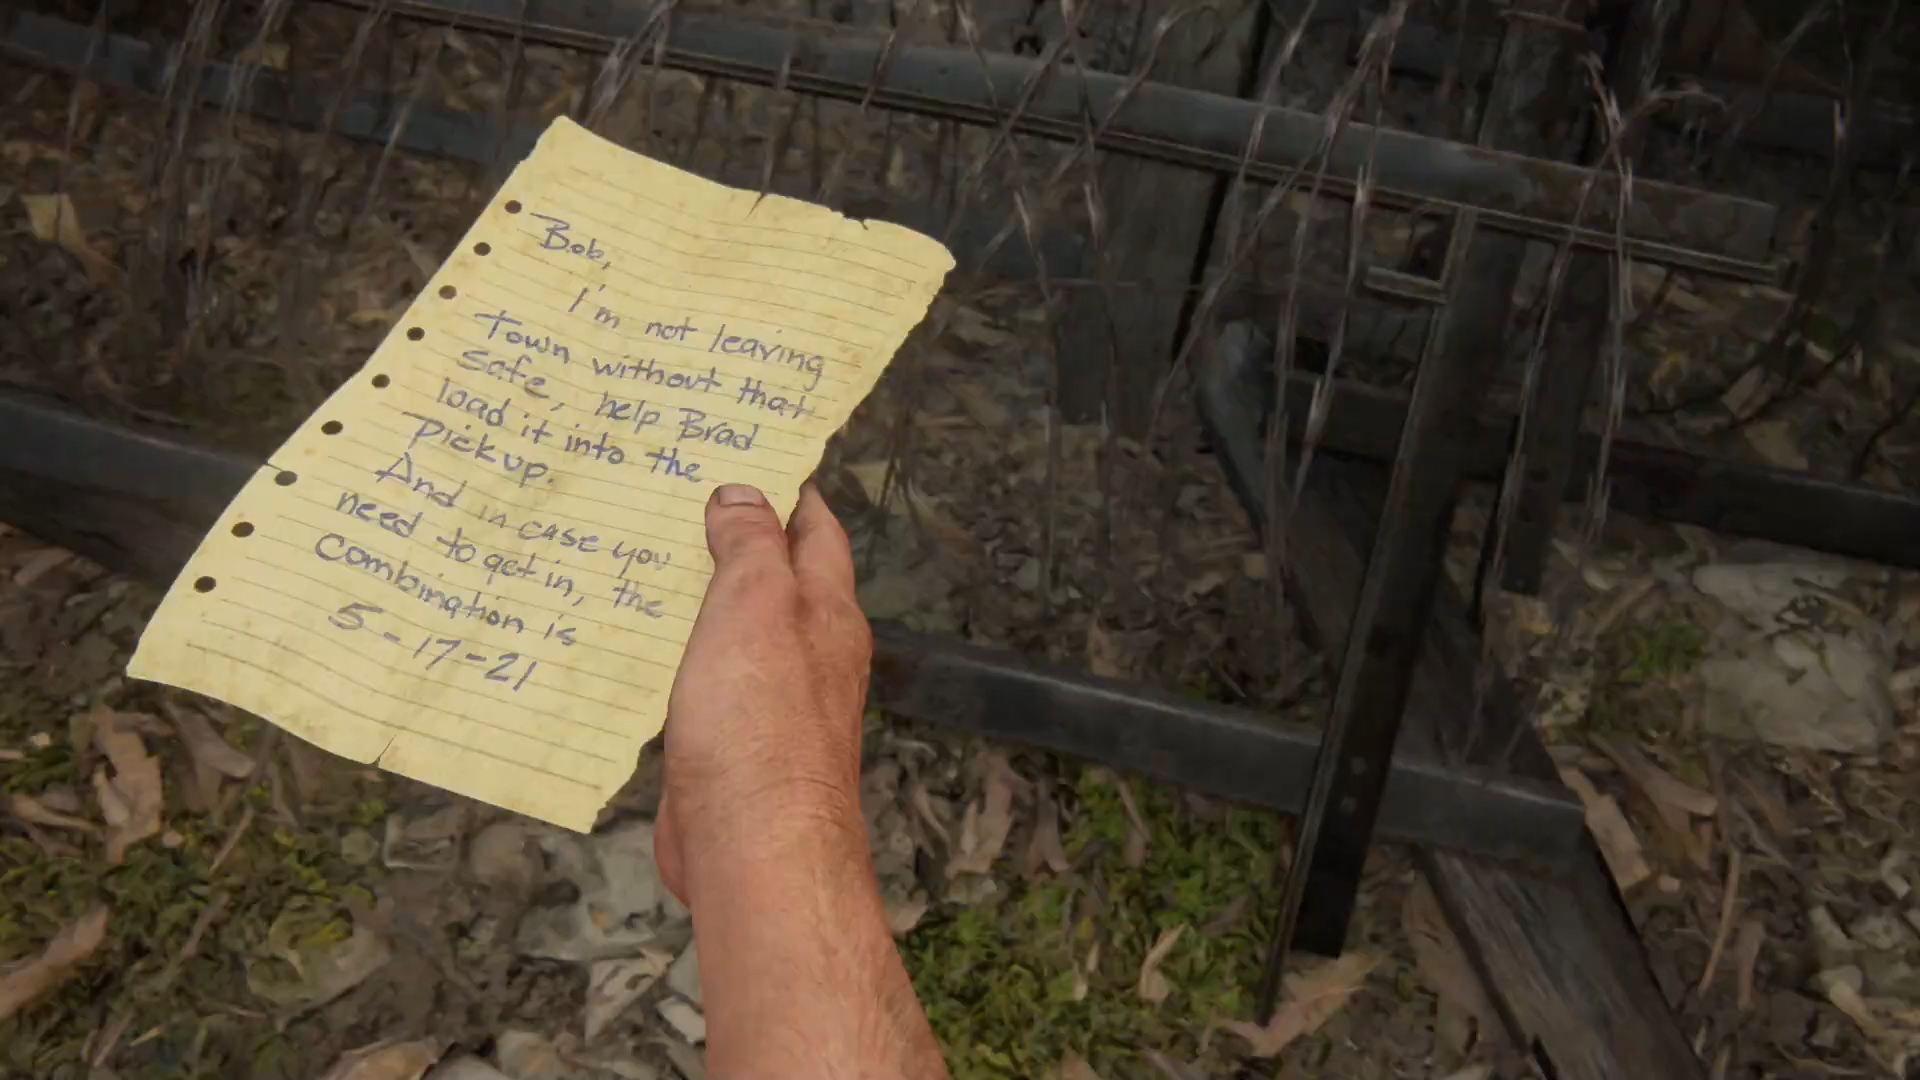 Bob,
I'm not leaving
Town without that
safe, help Brad
load it into the
Pickup.
And in case you
need to get in, the
combination is
5-17-21